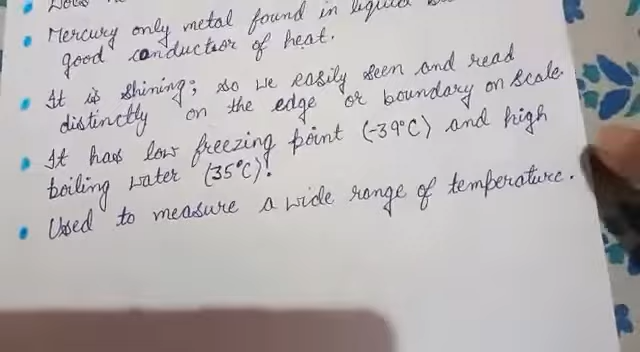 Does
Mercury only metal found in liquid
good conductor of heat.
It is shining; so we easily seen and read
distinctly on the edge or boundary on scale.
It has low freezing point (-39°C) and high
boiling water (35°C).
Used to measure a wide range of temperature.